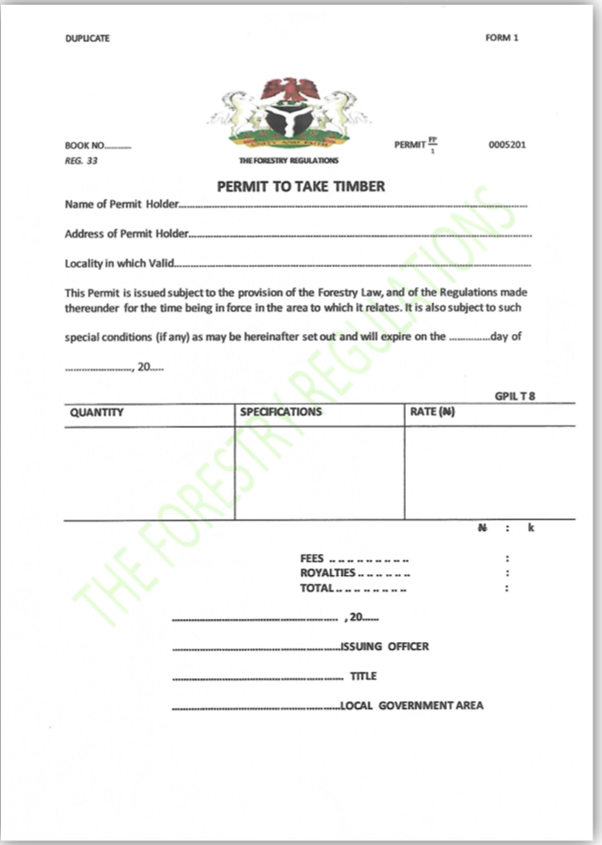 DUPLICATE FORM 1
BOOK NO........... PERMIT FP/1 0005201
REG. 33 THE FORESTRY REGULATIONS
PERMIT TO TAKE TIMBER
Name of Permit Holder..........................................................................................
Address of Permit Holder......................................................................................
Locality in which Valid..........................................................................................
This Permit is issued subject to the provision of the Forestry Law, and of the Regulations made
thereunder for the time being in force in the area to which it relates. It is also subject to such
special conditions (if any) as may be hereinafter set out and will expire on the ...............day of
........................, 20.....
GPIL T 8
QUANTITY SPECIFICATIONS RATE (₦)
₦ : k
FEES .. .. .. .. .. .. .. .. .. :
ROYALTIES .. .. .. .. .. .. :
TOTAL .. .. .. .. .. .. .. .. :
............................................................ , 20......
.............................................................ISSUING OFFICER
.............................................................. TITLE
.............................................................LOCAL GOVERNMENT AREA
THE FORESTRY REGULATIONS